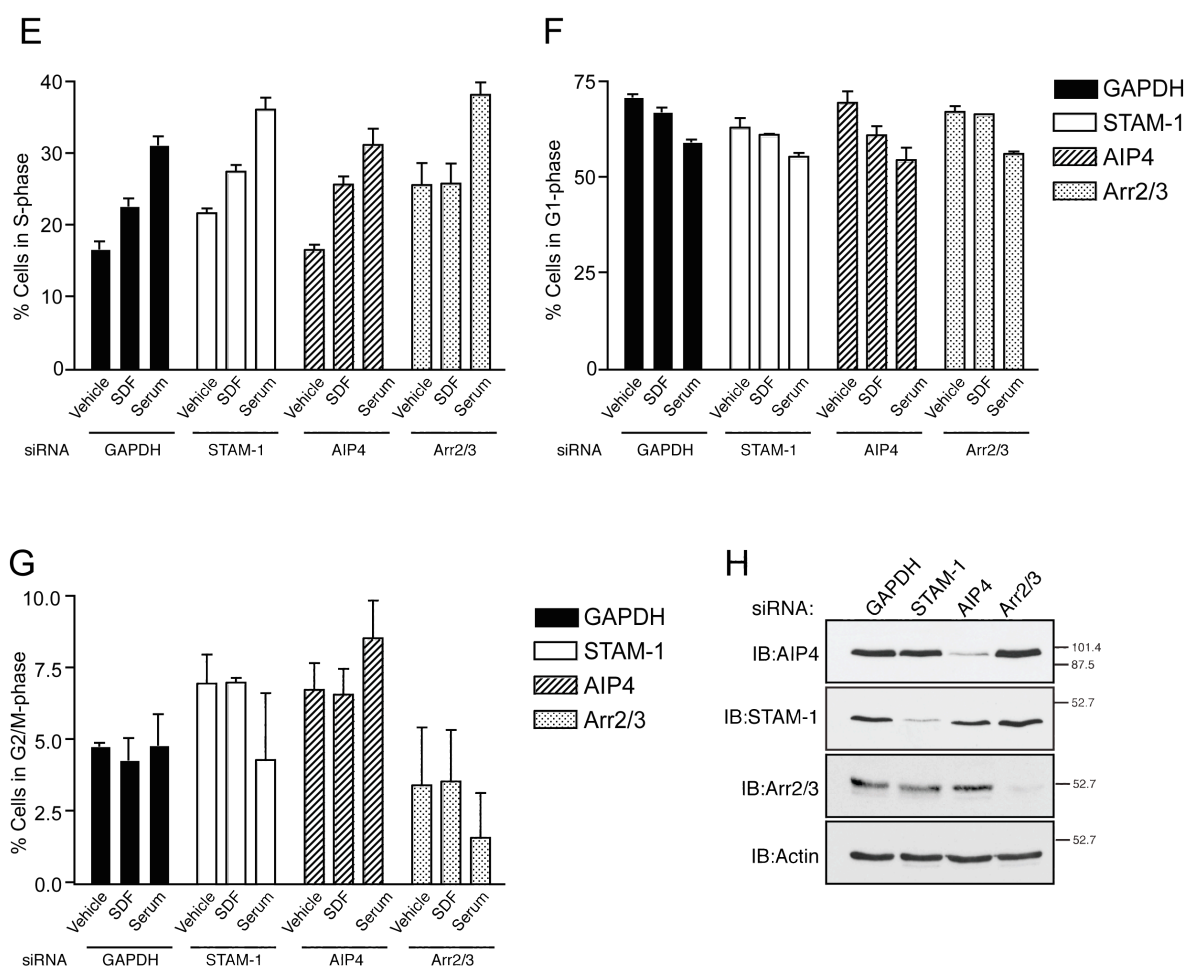 E
% Cells in S-phase
40
30
20
10
0
Vehicle SDF Serum Vehicle SDF Serum Vehicle SDF Serum Vehicle SDF Serum
siRNA GAPDH STAM-1 AIP4 Arr2/3
F
% Cells in G1-phase
75
50
25
0
Vehicle SDF Serum Vehicle SDF Serum Vehicle SDF Serum Vehicle SDF Serum
siRNA GAPDH STAM-1 AIP4 Arr2/3
GAPDH
STAM-1
AIP4
Arr2/3
G
% Cells in G2/M-phase
10.0
7.5
5.0
2.5
0.0
Vehicle SDF Serum Vehicle SDF Serum Vehicle SDF Serum Vehicle SDF Serum
siRNA GAPDH STAM-1 AIP4 Arr2/3
GAPDH
STAM-1
AIP4
Arr2/3
H
siRNA: GAPDH STAM-1 AIP4 Arr2/3
IB:AIP4 101.4
87.5
IB:STAM-1 52.7
IB:Arr2/3 52.7
IB:Actin 52.7